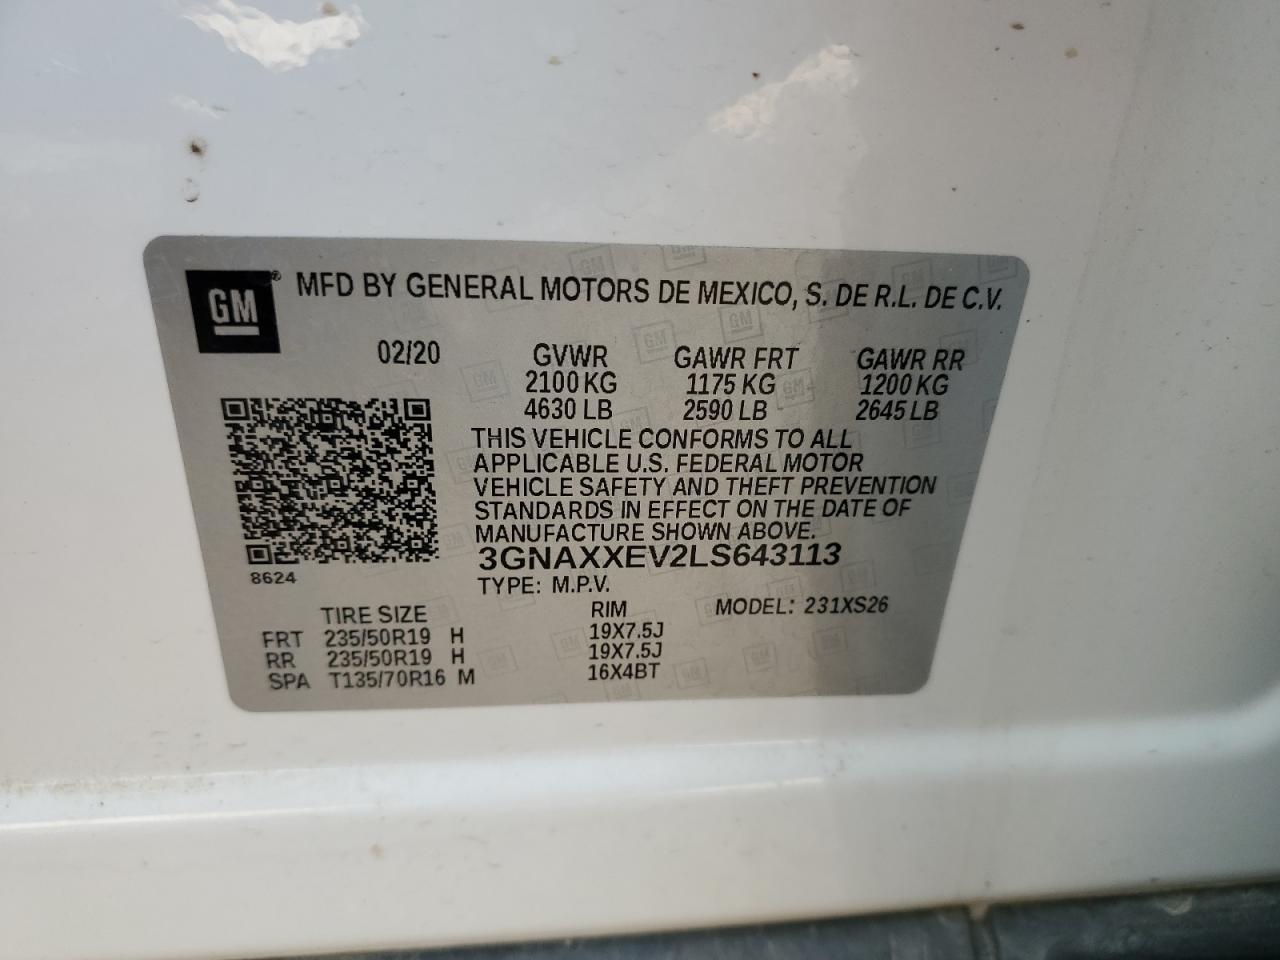 GM ® MFD BY GENERAL MOTORS DE MEXICO, S. DE R.L. DE C.V.
02/20 GVWR GAWR FRT GAWR RR
2100 KG 1175 KG 1200 KG
4630 LB 2590 LB 2645 LB
THIS VEHICLE CONFORMS TO ALL
APPLICABLE U.S. FEDERAL MOTOR
VEHICLE SAFETY AND THEFT PREVENTION
STANDARDS IN EFFECT ON THE DATE OF
MANUFACTURE SHOWN ABOVE.
3GNAXXEV2LS643113
8624
TYPE: M.P.V.
TIRE SIZE RIM MODEL: 231XS26
FRT 235/50R19 H 19X7.5J
RR 235/50R19 H 19X7.5J
SPA T135/70R16 M 16X4BT